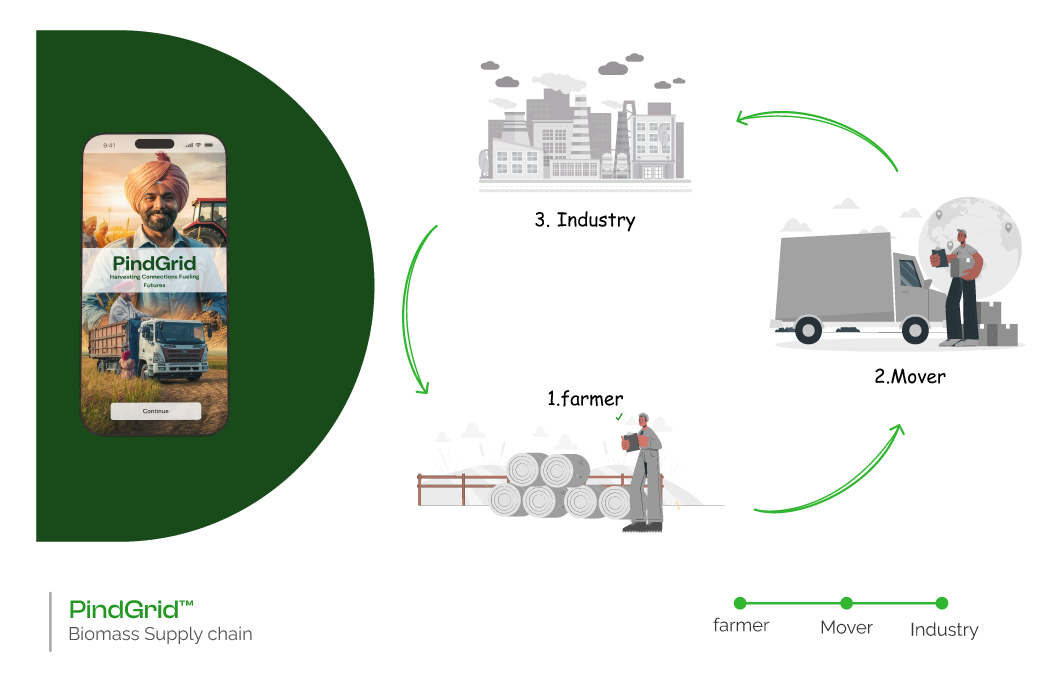 9:41
PindGrid
Harvesting Connections Fueling
Futures
Continue
3. Industry
2.Mover
1.farmer
PindGrid™
Biomass Supply chain
farmer
Mover
Industry